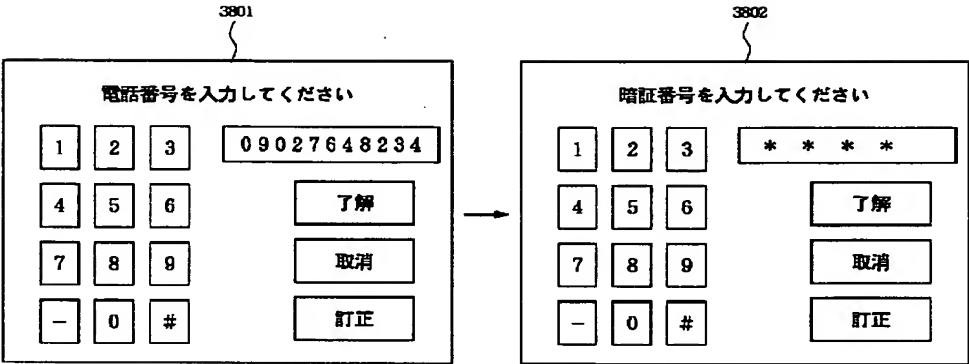 3801
電話番号を入力してください
1 2 3 09027648234
4 5 6 了解
7 8 9 取消
− 0 # 訂正
3802
暗証番号を入力してください
1 2 3 * * * *
4 5 6 了解
7 8 9 取消
− 0 # 訂正